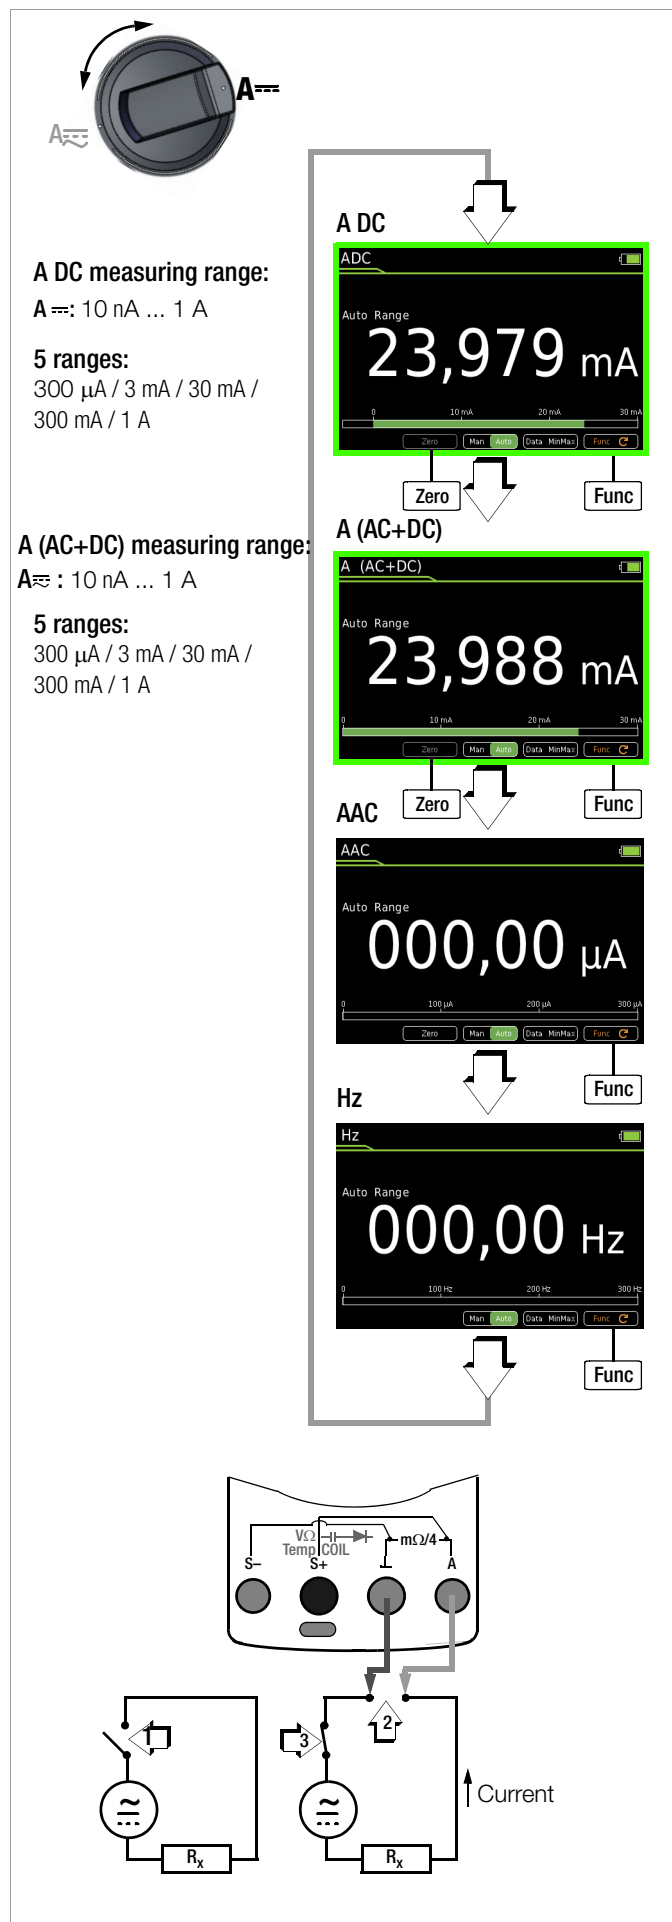 A
A
A DC measuring range:
A : 10 nA ... 1 A
5 ranges:
300 µA / 3 mA / 30 mA /
300 mA / 1 A
A DC
ADC
Auto Range
23,979 mA
0 10 mA 20 mA 30 mA
Zero Man Auto Data MinMax Func
Zero Func
A (AC+DC) measuring range:
A : 10 nA ... 1 A
5 ranges:
300 µA / 3 mA / 30 mA /
300 mA / 1 A
A (AC+DC)
A (AC+DC)
Auto Range
23,988 mA
0 10 mA 20 mA 30 mA
Zero Man Auto Data MinMax Func
Zero Func
AAC
AAC
Auto Range
000,00 µA
0 100 µA 200 µA 300 µA
Zero Man Auto Data MinMax Func
Func
Hz
Hz
Auto Range
000,00 Hz
0 100 Hz 200 Hz 300 Hz
Man Auto Data MinMax Func
Func
VΩ mΩ/4
Temp COIL
S– S+ ⊥ A
1 3 2
Current
Rx Rx